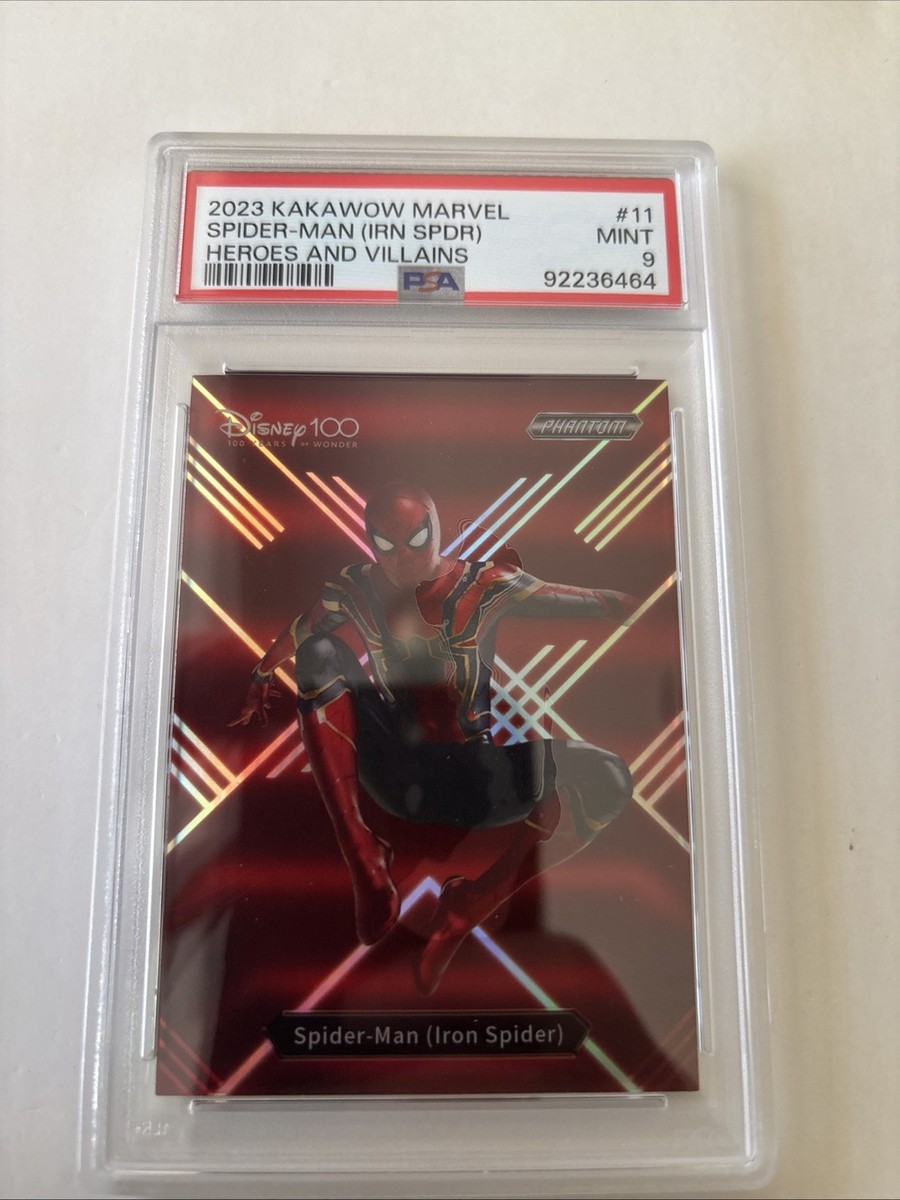 2023 KAKAWOW MARVEL #11
SPIDER-MAN (IRN SPDR) MINT
HEROES AND VILLAINS 9
PSA 92236464
Disney 100
100 YEARS OF WONDER
PHANTOM
Spider-Man (Iron Spider)